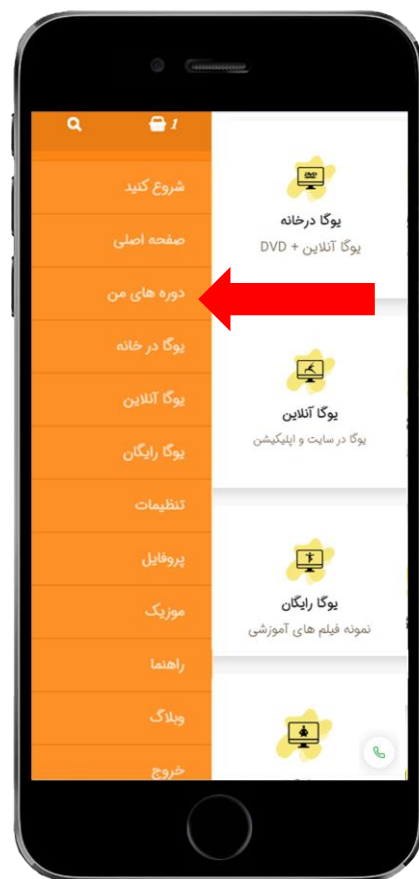 1
شروع کنید
صفحه اصلی
دوره های من
یوگا در خانه
یوگا آنلاین
یوگا رایگان
تنظیمات
پروفایل
موزیک
راهنما
وبلاگ
خروج
DVD
یوگا درخانه
یوگا آنلاین + DVD
یوگا آنلاین
یوگا در سایت و اپلیکیشن
یوگا رایگان
نمونه فیلم های آموزشی